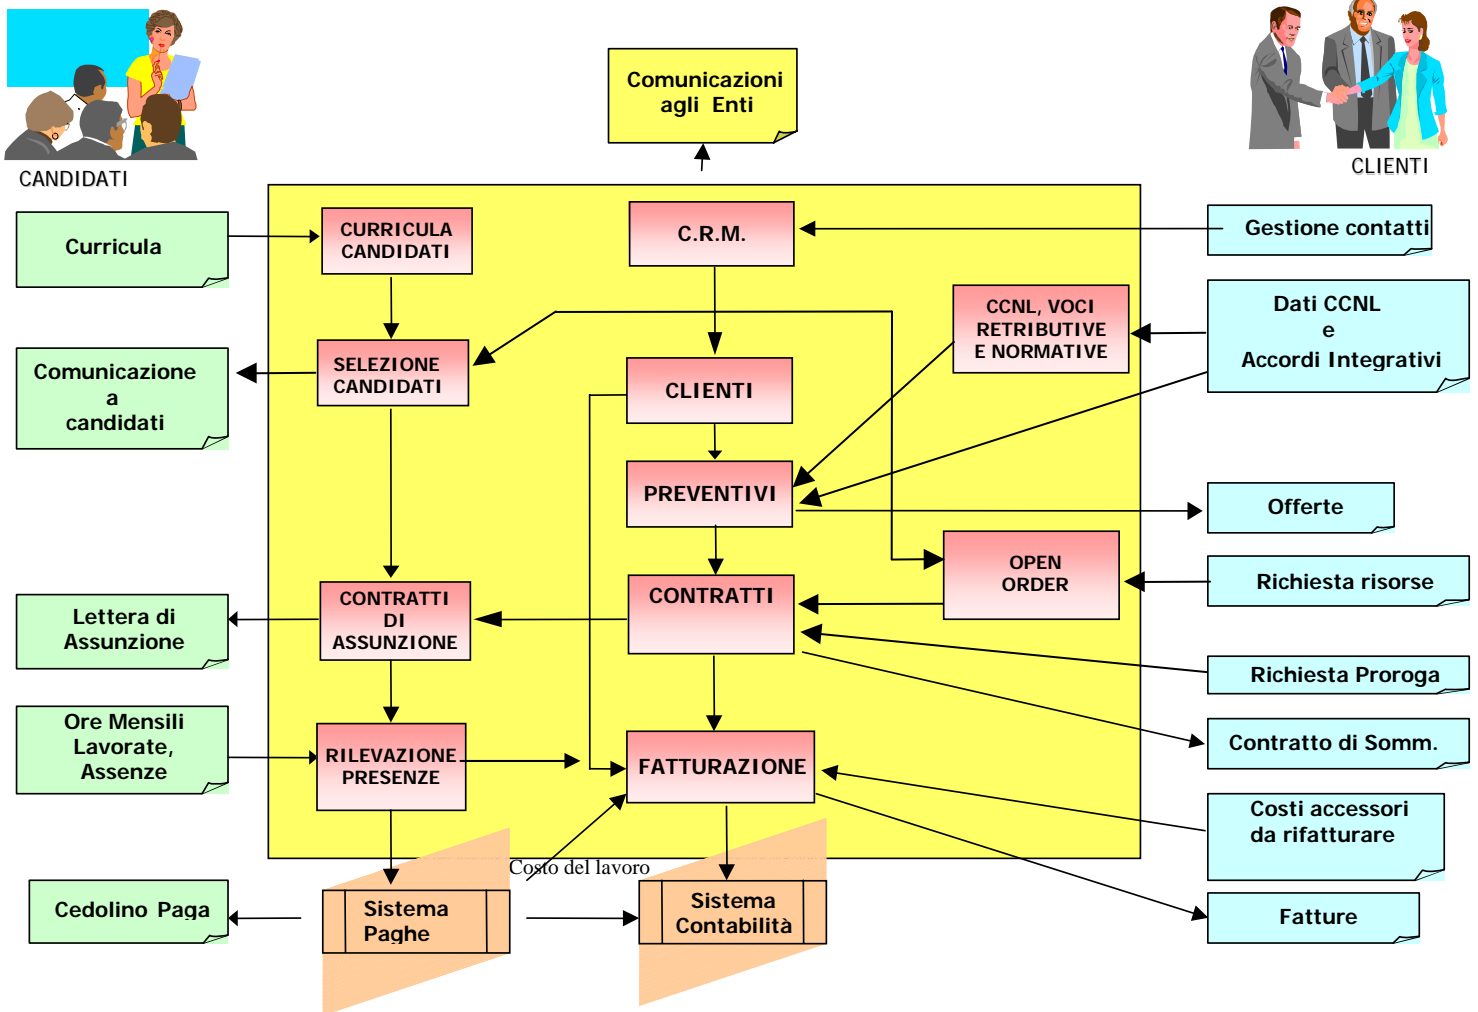 Comunicazioni
agli Enti
CANDIDATI
CLIENTI
Curricula
Comunicazione
a
candidati
Lettera di
Assunzione
Ore Mensili
Lavorate,
Assenze
Cedolino Paga
CURRICULA
CANDIDATI
SELEZIONE
CANDIDATI
CONTRATTI
DI
ASSUNZIONE
RILEVAZIONE
PRESENZE
C.R.M.
CLIENTI
PREVENTIVI
CONTRATTI
FATTURAZIONE
CCNL, VOCI
RETRIBUTIVE
E NORMATIVE
OPEN
ORDER
Costo del lavoro
Sistema
Paghe
Sistema
Contabilità
Gestione contatti
Dati CCNL
e
Accordi Integrativi
Offerte
Richiesta risorse
Richiesta Proroga
Contratto di Somm.
Costi accessori
da rifatturare
Fatture